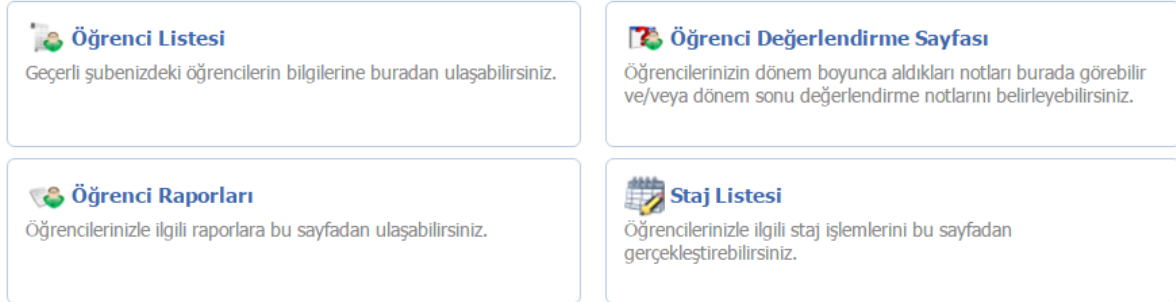 Öğrenci Listesi
Geçerli şubenizdeki öğrencilerin bilgilerine buradan ulaşabilirsiniz.
Öğrenci Değerlendirme Sayfası
Öğrencilerinizin dönem boyunca aldıkları notları burada görebilir
ve/veya dönem sonu değerlendirme notlarını belirleyebilirsiniz.
Öğrenci Raporları
Öğrencilerinizle ilgili raporlara bu sayfadan ulaşabilirsiniz.
Staj Listesi
Öğrencilerinizle ilgili staj işlemlerini bu sayfadan
gerçekleştirebilirsiniz.